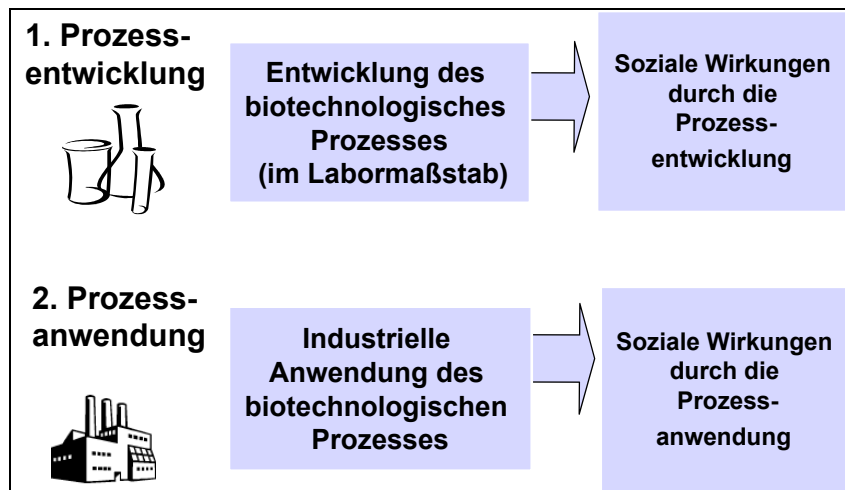 1. Prozess-
entwicklung
Entwicklung des
biotechnologisches
Prozesses
(im Labormaßstab)
Soziale Wirkungen
durch die
Prozess-
entwicklung
2. Prozess-
anwendung
Industrielle
Anwendung des
biotechnologischen
Prozesses
Soziale Wirkungen
durch die
Prozess-
anwendung